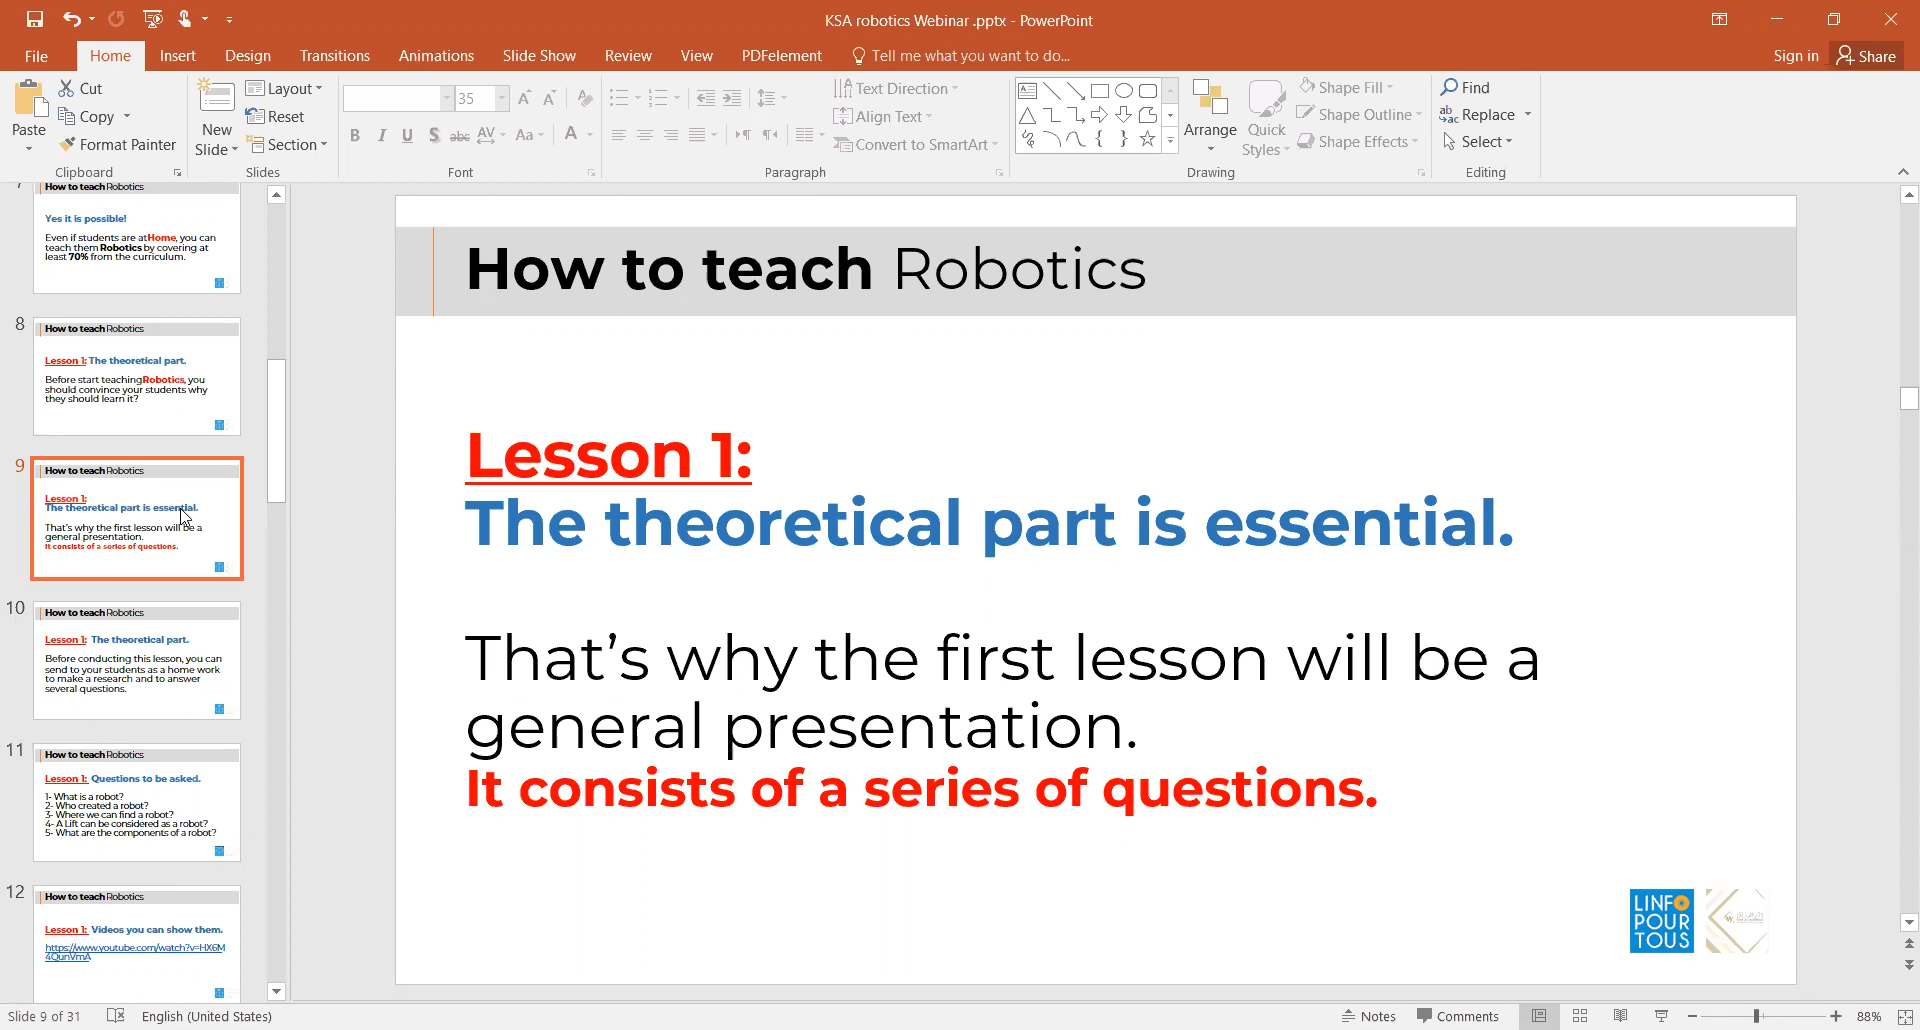 KSA robotics Webinar .pptx - PowerPoint
File Home Insert Design Transitions Animations Slide Show Review View PDFelement Tell me what you want to do... Sign in Share
Paste
Cut
Copy
Format Painter
Clipboard
New Slide
Layout
Reset
Section
Slides
35
B I U S abc AV Aa A
Font
Text Direction
Align Text
Convert to SmartArt
Paragraph
Arrange
Quick Styles
Shape Fill
Shape Outline
Shape Effects
Drawing
Find
Replace
Select
Editing
7
How to teach Robotics
Yes it is possible!
Even if students are at Home, you can
teach them Robotics by covering at
least 70% from the curriculum.
8
How to teach Robotics
Lesson 1: The theoretical part.
Before start teaching Robotics, you
should convince your students why
they should learn it?
9
How to teach Robotics
Lesson 1:
The theoretical part is essential.
That's why the first lesson will be a
general presentation.
It consists of a series of questions.
10
How to teach Robotics
Lesson 1: The theoretical part.
Before conducting this lesson, you can
send to your students as a home work
to make a research and to answer
several questions.
11
How to teach Robotics
Lesson 1: Questions to be asked.
1- What is a robot?
2- Who created a robot?
3- Where we can find a robot?
4- A Lift can be considered as a robot?
5- What are the components of a robot?
12
How to teach Robotics
Lesson 1: Videos you can show them.
https://www.youtube.com/watch?v=HX6M
4QunVmA
How to teach Robotics
Lesson 1:
The theoretical part is essential.
That’s why the first lesson will be a
general presentation.
It consists of a series of questions.
LINFO
POUR
TOUS
Slide 9 of 31 English (United States) Notes Comments 88%